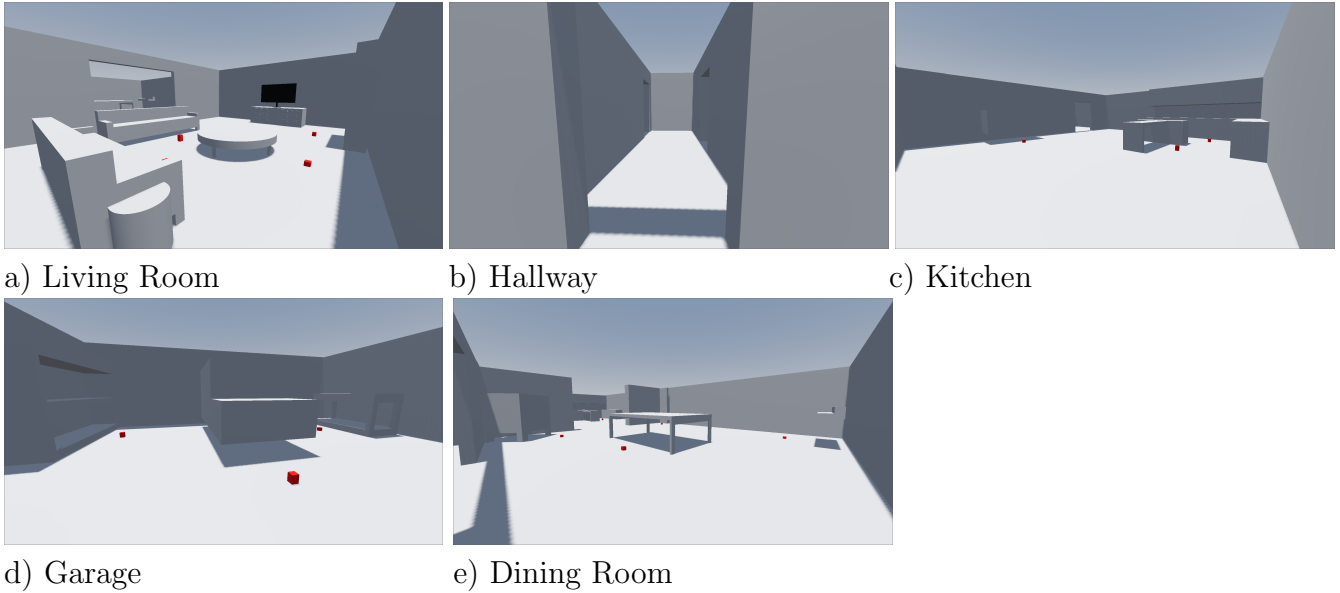 a) Living Room
b) Hallway
c) Kitchen
d) Garage
e) Dining Room